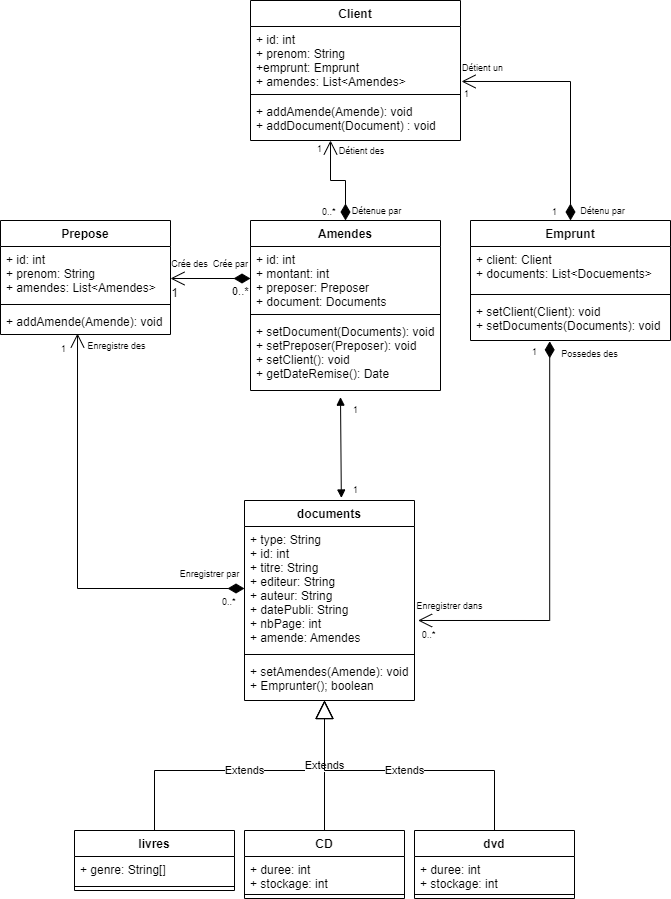 Client
+ id: int
+ prenom: String
+emprunt: Emprunt
+ amendes: List<Amendes>
+ addAmende(Amende): void
+ addDocument(Document) : void
Détient un
1
1
Détient des
0..*
Détenue par
1
Détenu par
Prepose
+ id: int
+ prenom: String
+ amendes: List<Amendes>
+ addAmende(Amende): void
Crée des
Crée par
1
0..*
Amendes
+ id: int
+ montant: int
+ preposer: Preposer
+ document: Documents
+ setDocument(Documents): void
+ setPreposer(Preposer): void
+ setClient(): void
+ getDateRemise(): Date
Emprunt
+ client: Client
+ documents: List<Docuements>
+ setClient(Client): void
+ setDocuments(Documents): void
1
Enregistre des
1
Possedes des
1
1
documents
+ type: String
+ id: int
+ titre: String
+ editeur: String
+ auteur: String
+ datePubli: String
+ nbPage: int
+ amende: Amendes
+ setAmendes(Amende): void
+ Emprunter(); boolean
Enregistrer par
0..*
Enregistrer dans
0..*
Extends
Extends
Extends
livres
+ genre: String[]
CD
+ duree: int
+ stockage: int
dvd
+ duree: int
+ stockage: int